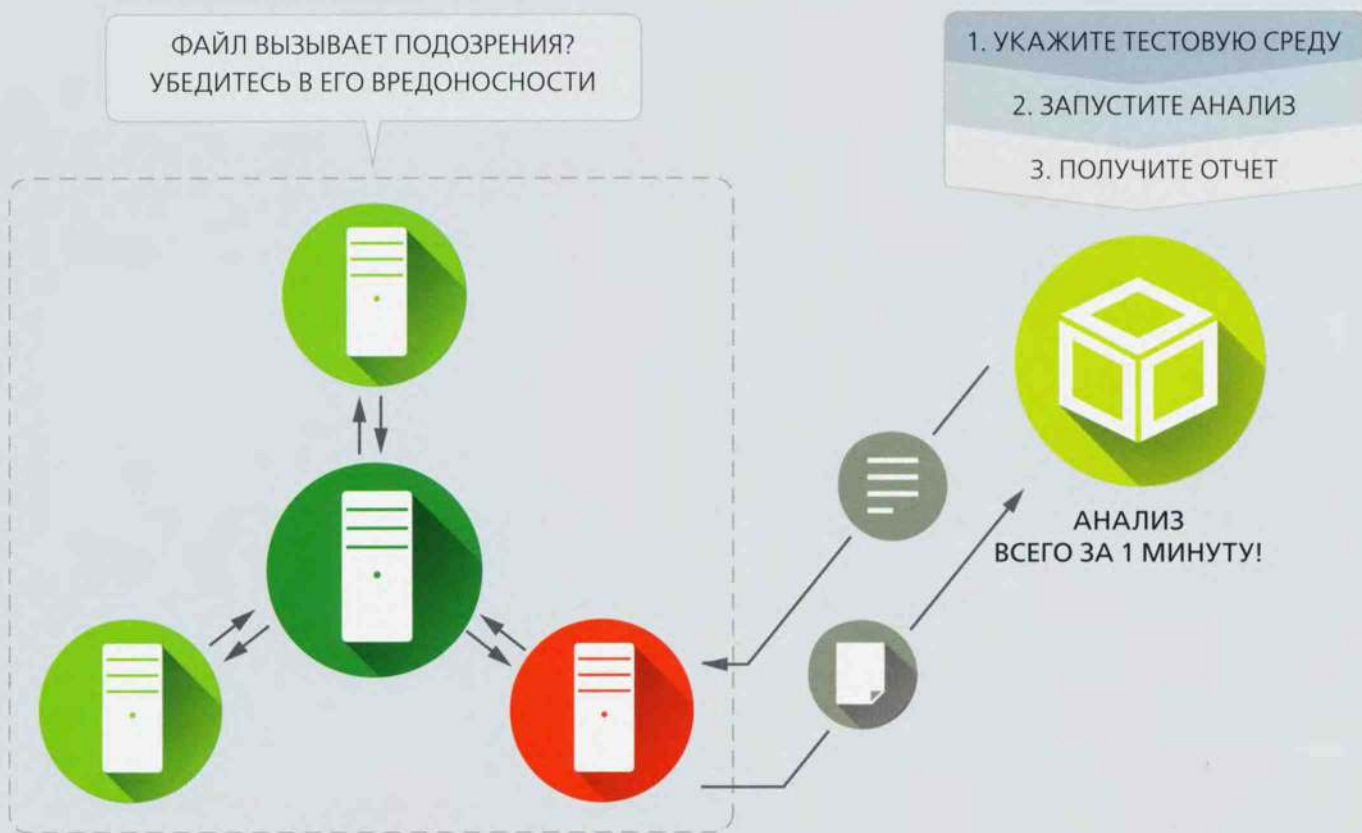 ФАЙЛ ВЫЗЫВАЕТ ПОДОЗРЕНИЯ?
УБЕДИТЕСЬ В ЕГО ВРЕДОНОСНОСТИ
1. УКАЖИТЕ ТЕСТОВУЮ СРЕДУ
2. ЗАПУСТИТЕ АНАЛИЗ
3. ПОЛУЧИТЕ ОТЧЕТ
АНАЛИЗ
ВСЕГО ЗА 1 МИНУТУ!